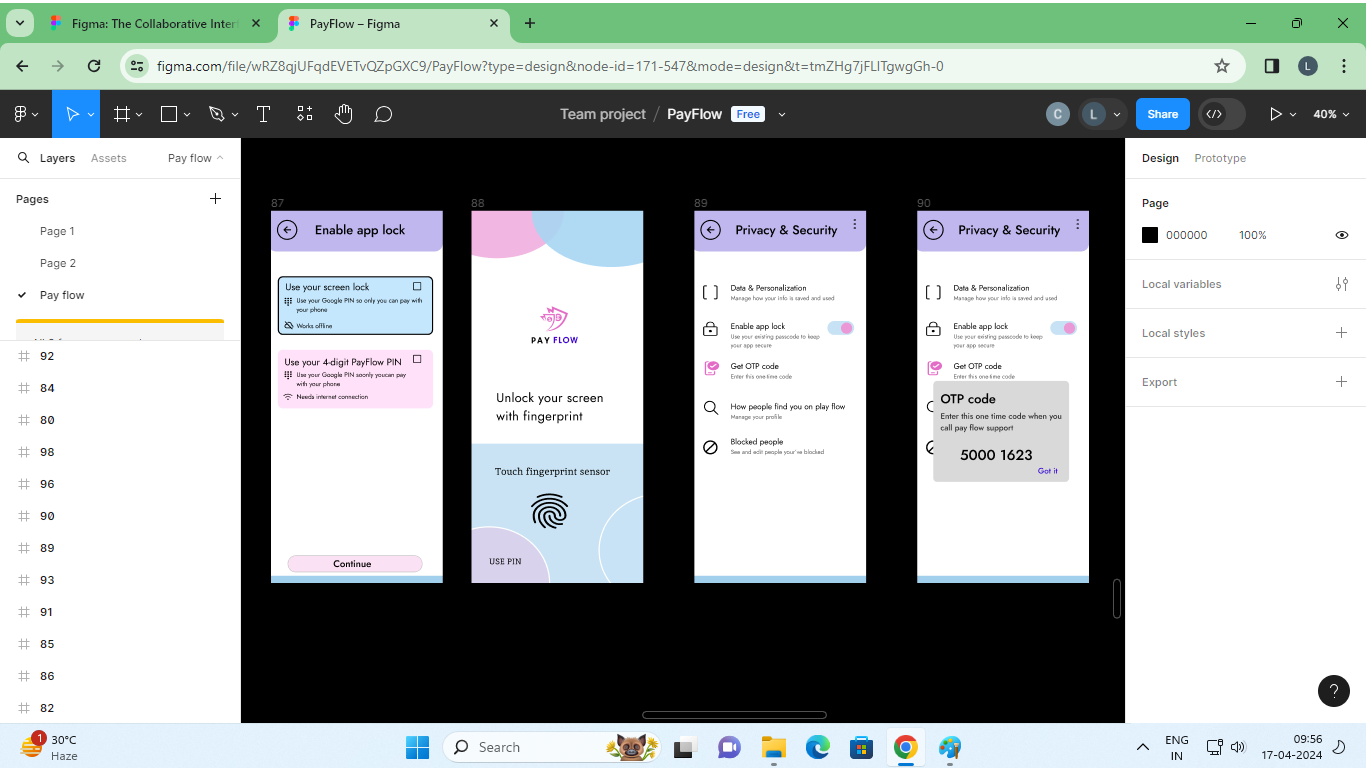 Figma: The Collaborative Inter
PayFlow – Figma
figma.com/file/wRZ8qjUFqdEVETvQZpGXC9/PayFlow?type=design&node-id=171-547&mode=design&t=tmZHg7jFLITgwgGh-0
L
Team project / PayFlow Free
C
L
Share
40%
Layers
Assets
Pay flow
Pages
Page 1
Page 2
Pay flow
92
84
80
98
96
90
89
93
91
85
86
82
87
Enable app lock
Use your screen lock
Use your Google PIN so only you can pay with
your phone
Works offline
Use your 4-digit PayFlow PIN
Use your Google PIN soonly youcan pay
with your phone
Needs internet connection
Continue
88
PAY FLOW
Unlock your screen
with fingerprint
Touch fingerprint sensor
USE PIN
89
Privacy & Security
Data & Personalization
Manage how your info is saved and used
Enable app lock
Use your existing passcode to keep
your app secure
Get OTP code
Enter this one-time code
How people find you on play flow
Manage your profile
Blocked people
See and edit people your've blocked
90
Privacy & Security
Data & Personalization
Manage how your info is saved and used
Enable app lock
Use your existing passcode to keep
your app secure
Get OTP code
Enter this one-time code
OTP code
Enter this one time code when you
call pay flow support
5000 1623
Got it
Design
Prototype
Page
000000
100%
Local variables
Local styles
Export
?
1
30°C
Haze
Search
ENG
IN
09:56
17-04-2024